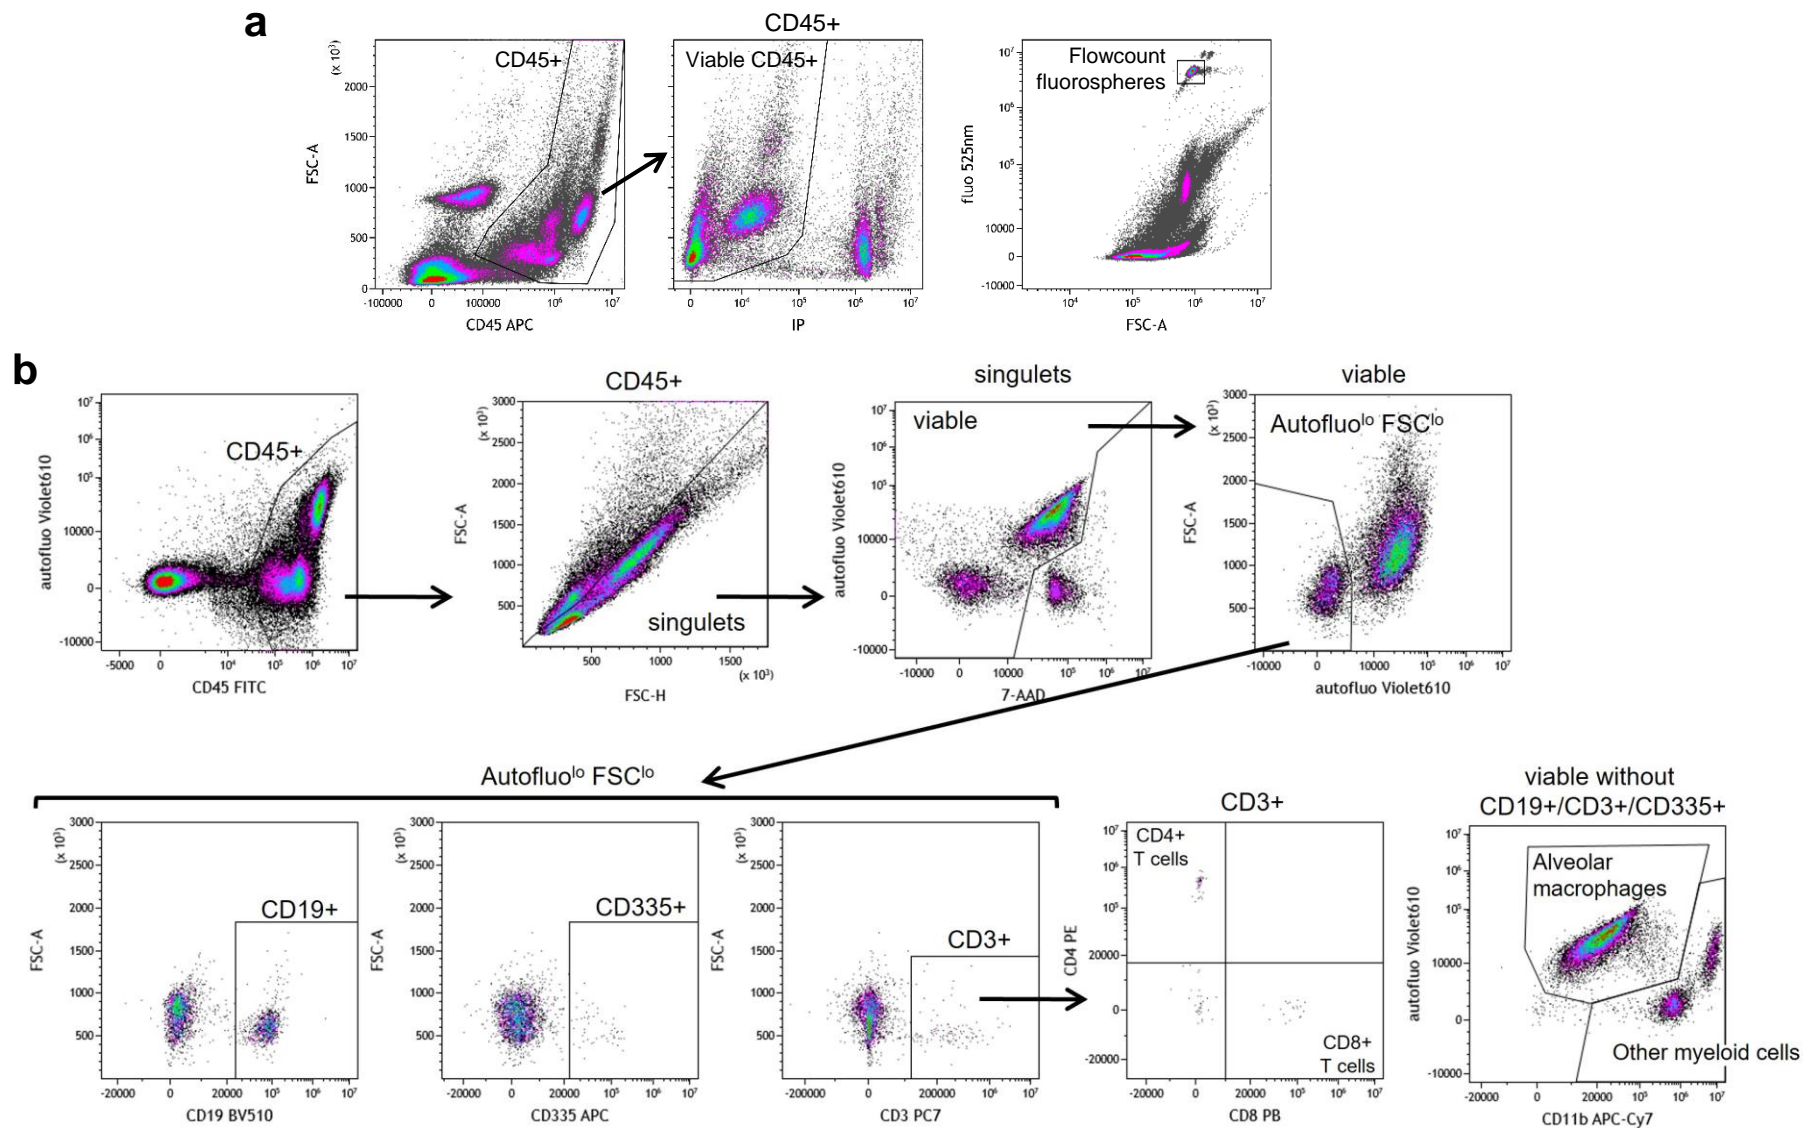 a
CD45+
CD45+
(x 10³)
2000
1500
1000
500
0
FSC-A
-100000 0 100000 10⁶ 10⁷
CD45 APC
Viable CD45+
0 10⁴ 10⁵ 10⁶ 10⁷
IP
Flowcount
fluorospheres
10⁷
10⁶
10⁵
10000
0
-10000
fluo 525nm
10⁴ 10⁵ 10⁶ 10⁷
FSC-A
b
CD45+
10⁷
10⁶
10⁵
10000
0
-10000
autofluo Violet610
-5000 0 10⁴ 10⁵ 10⁶ 10⁷
CD45 FITC
CD45+
(x 10³)
3000
2500
2000
1500
1000
500
FSC-A
singulets
500 1000 1500
(x 10³)
FSC-H
singulets
viable
10⁷
10⁶
10⁵
10000
0
-10000
autofluo Violet610
-10000 0 10000 10⁵ 10⁶ 10⁷
7-AAD
viable
Autofluoˡᵒ FSCˡᵒ
(x 10³)
3000
2500
2000
1500
1000
500
FSC-A
-10000 0 10000 10⁵ 10⁶ 10⁷
autofluo Violet610
Autofluoˡᵒ FSCˡᵒ
(x 10³)
3000
2500
2000
1500
1000
500
FSC-A
CD19+
-20000 0 20000 10⁵ 10⁶ 10⁷
CD19 BV510
(x 10³)
3000
2500
2000
1500
1000
500
FSC-A
CD335+
-20000 0 20000 10⁵ 10⁶ 10⁷
CD335 APC
(x 10³)
3000
2500
2000
1500
1000
500
FSC-A
CD3+
-200000 0 200000 10⁶ 10⁷
CD3 PC7
CD3+
CD4+
T cells
10⁷
10⁶
10⁵
20000
0
-20000
CD4 PE
CD8+
T cells
-20000 0 20000 10⁵ 10⁶ 10⁷
CD8 PB
viable without
CD19+/CD3+/CD335+
Alveolar
macrophages
10⁷
10⁶
10⁵
10000
0
-10000
autofluo Violet610
Other myeloid cells
-20000 0 20000 10⁵ 10⁶ 10⁷
CD11b APC-Cy7